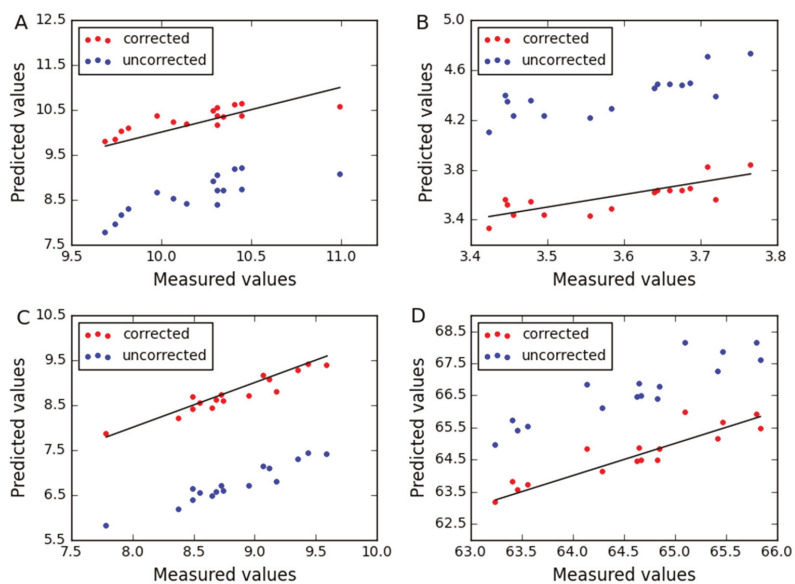 A
corrected
uncorrected
Predicted values
12.5
11.5
10.5
9.5
8.5
7.5
9.5 10.0 10.5 11.0
Measured values
B
corrected
uncorrected
Predicted values
5.0
4.6
4.2
3.8
3.4
3.4 3.5 3.6 3.7 3.8
Measured values
C
corrected
uncorrected
Predicted values
10.5
9.5
8.5
7.5
6.5
5.5
7.5 8.0 8.5 9.0 9.5 10.0
Measured values
D
corrected
uncorrected
Predicted values
68.5
67.5
66.5
65.5
64.5
63.5
62.5
63.0 63.5 64.0 64.5 65.0 65.5 66.0
Measured values